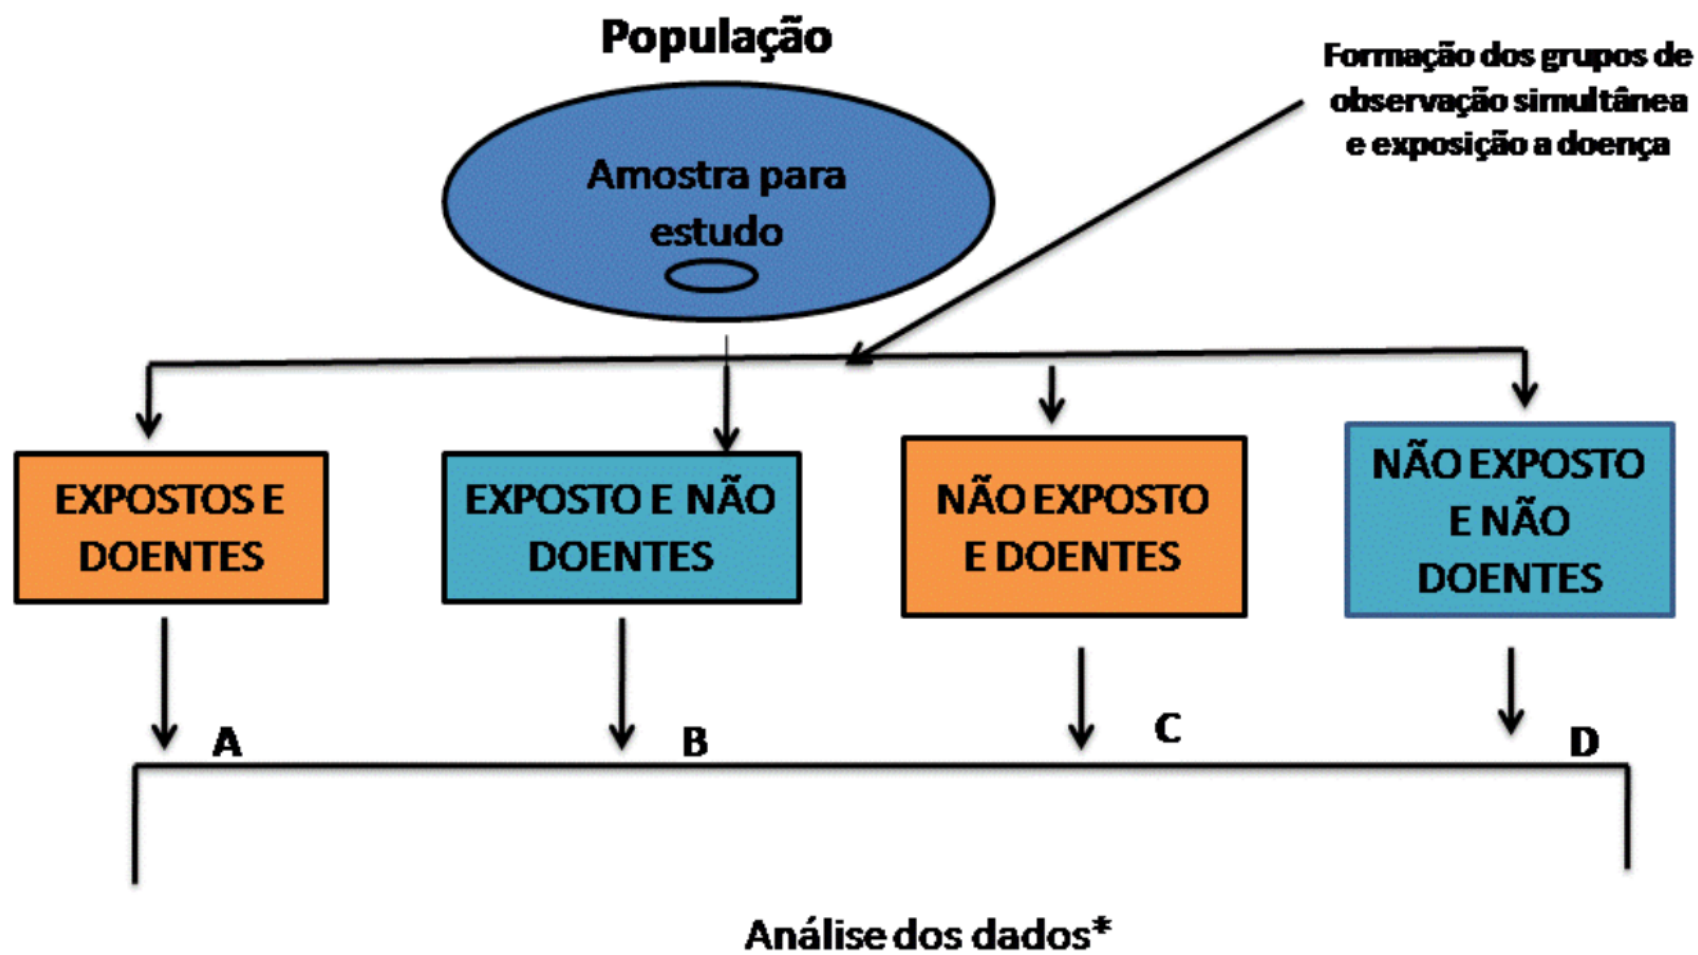 População
Formação dos grupos de
observação simultânea
e exposição a doença
Amostra para
estudo
EXPOSTOS E
DOENTES
EXPOSTO E NÃO
DOENTES
NÃO EXPOSTO
E DOENTES
NÃO EXPOSTO
E NÃO
DOENTES
A
B
C
D
Análise dos dados*